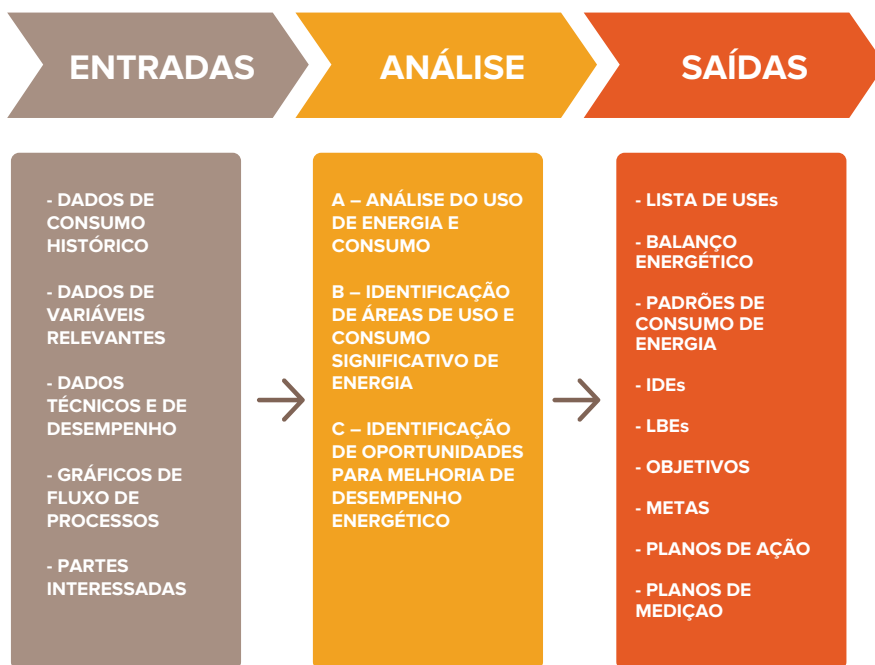 ENTRADAS
ANÁLISE
SAÍDAS
- DADOS DE
CONSUMO
HISTÓRICO
- DADOS DE
VARIÁVEIS
RELEVANTES
- DADOS
TÉCNICOS E DE
DESEMPENHO
- GRÁFICOS DE
FLUXO DE
PROCESSOS
- PARTES
INTERESSADAS
A – ANÁLISE DO USO
DE ENERGIA E
CONSUMO
B – IDENTIFICAÇÃO
DE ÁREAS DE USO E
CONSUMO
SIGNIFICATIVO DE
ENERGIA
C – IDENTIFICAÇÃO
DE OPORTUNIDADES
PARA MELHORIA DE
DESEMPENHO
ENERGÉTICO
- LISTA DE USEs
- BALANÇO
ENERGÉTICO
- PADRÕES DE
CONSUMO DE
ENERGIA
- IDEs
- LBEs
- OBJETIVOS
- METAS
- PLANOS DE AÇÃO
- PLANOS DE
MEDIÇAO